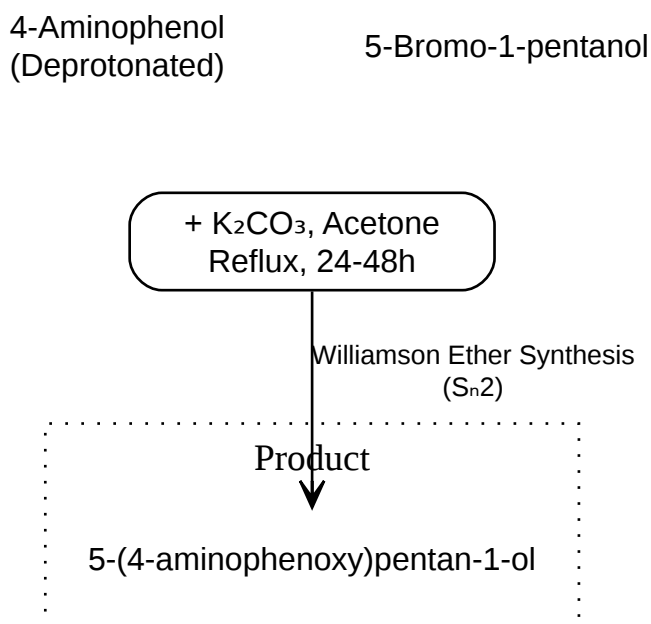 4-Aminophenol
(Deprotonated)
5-Bromo-1-pentanol
+ K₂CO₃, Acetone
Reflux, 24-48h
Williamson Ether Synthesis
(Sₙ2)
Product
5-(4-aminophenoxy)pentan-1-ol